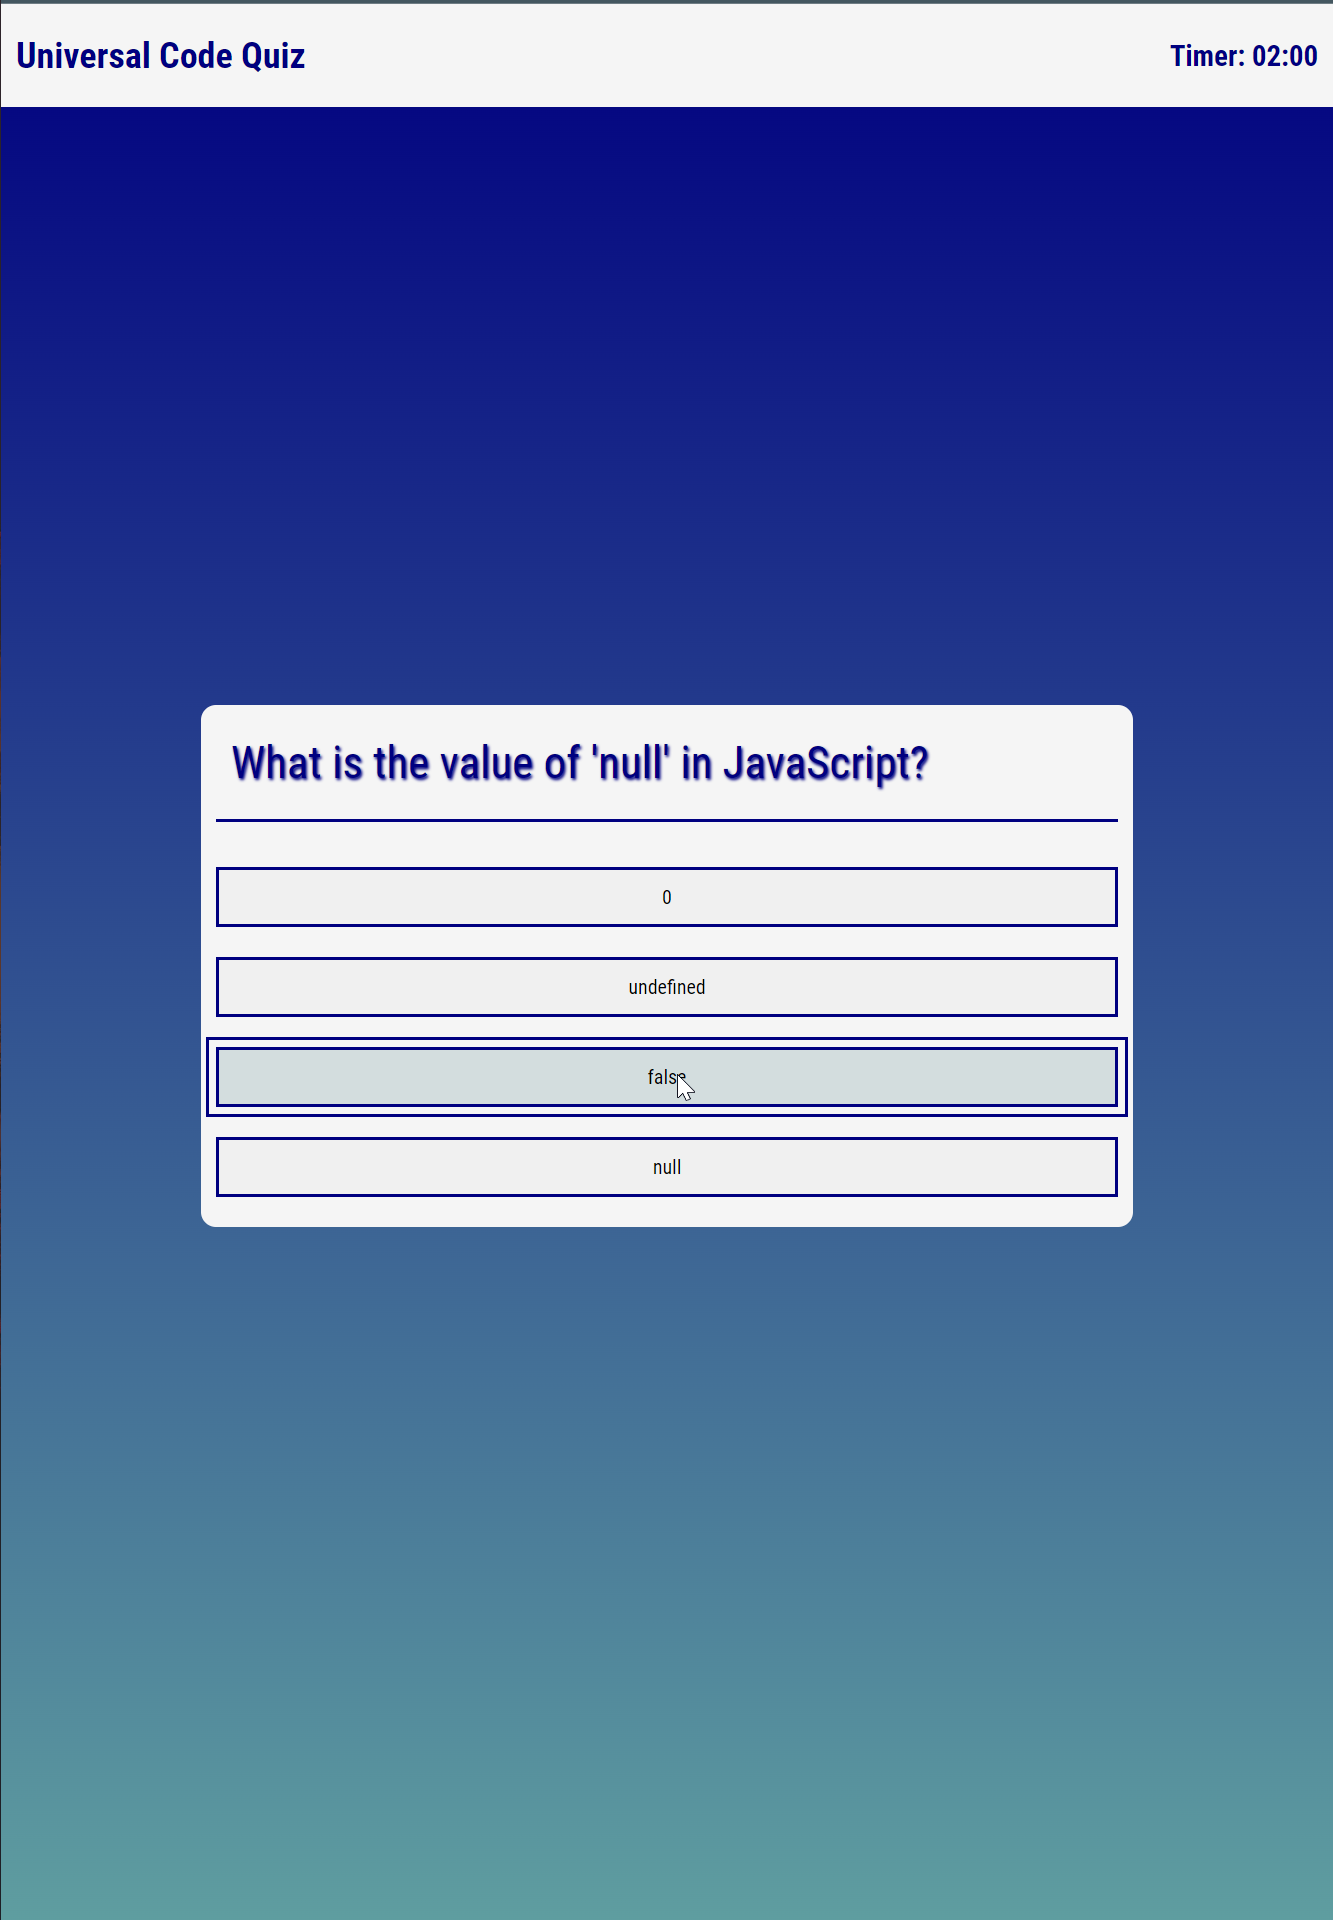 Universal Code Quiz
Timer: 02:00
What is the value of 'null' in JavaScript?
0
undefined
false
null